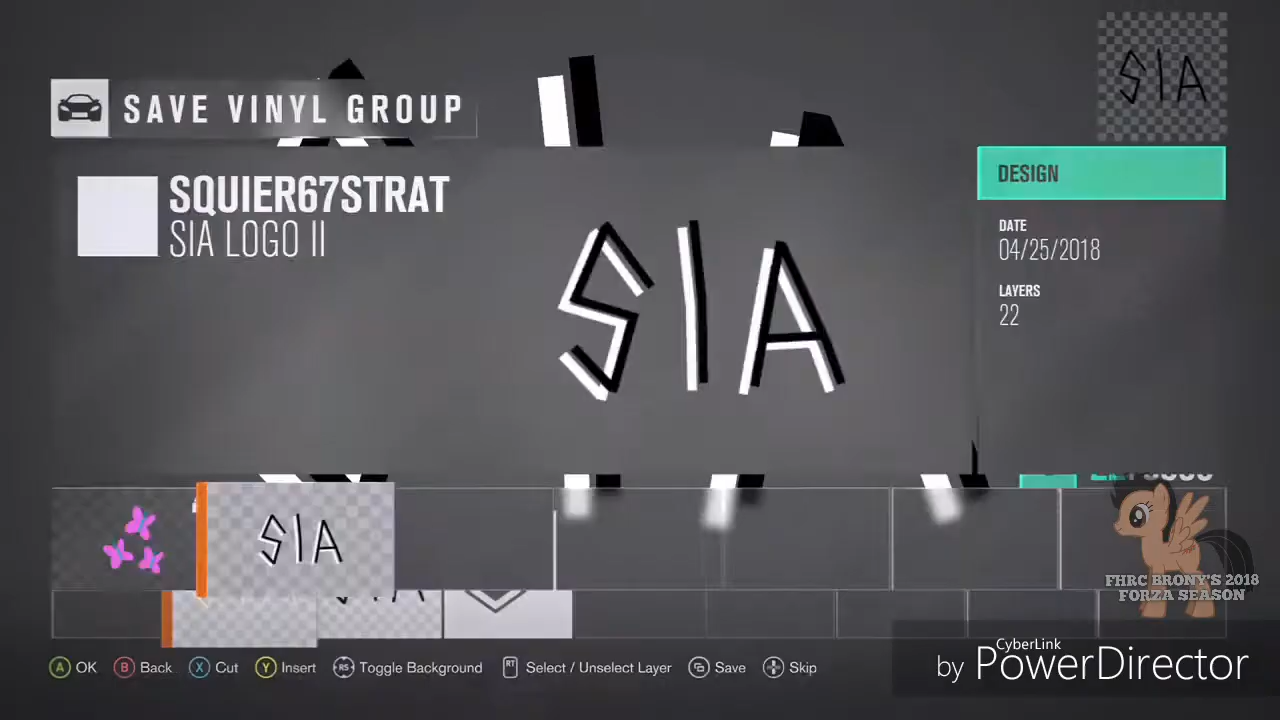 SIA
SAVE VINYL GROUP
SQUIER67STRAT
SIA LOGO II
DESIGN
DATE
04/25/2018
LAYERS
22
SIA
SIA
FHRC BRONY'S 2018
FORZA SEASON
A OK
B Back
X Cut
Y Insert
RS Toggle Background
RT Select / Unselect Layer
Save
Skip
CyberLink
by PowerDirector